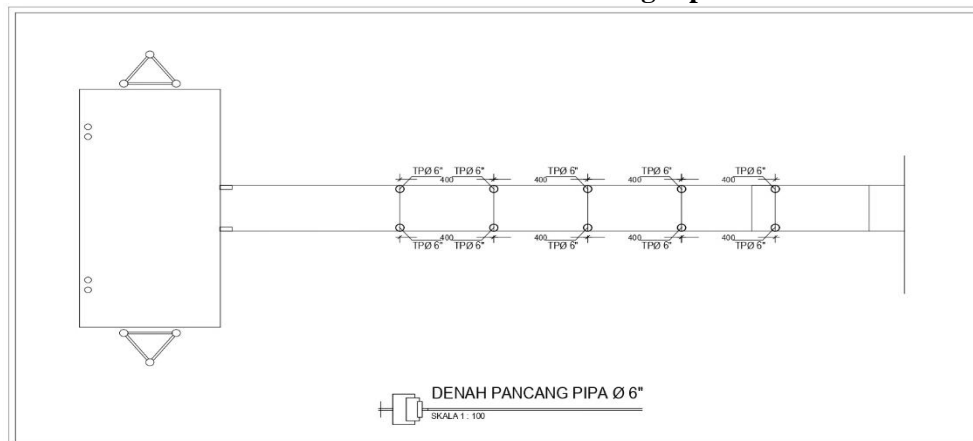 TPØ 6" TPØ 6" TPØ 6" TPØ 6" TPØ 6"
400 400 400 400
400 400 400 400
TPØ 6" TPØ 6" TPØ 6" TPØ 6" TPØ 6"
DENAH PANCANG PIPA Ø 6"
SKALA 1 : 100